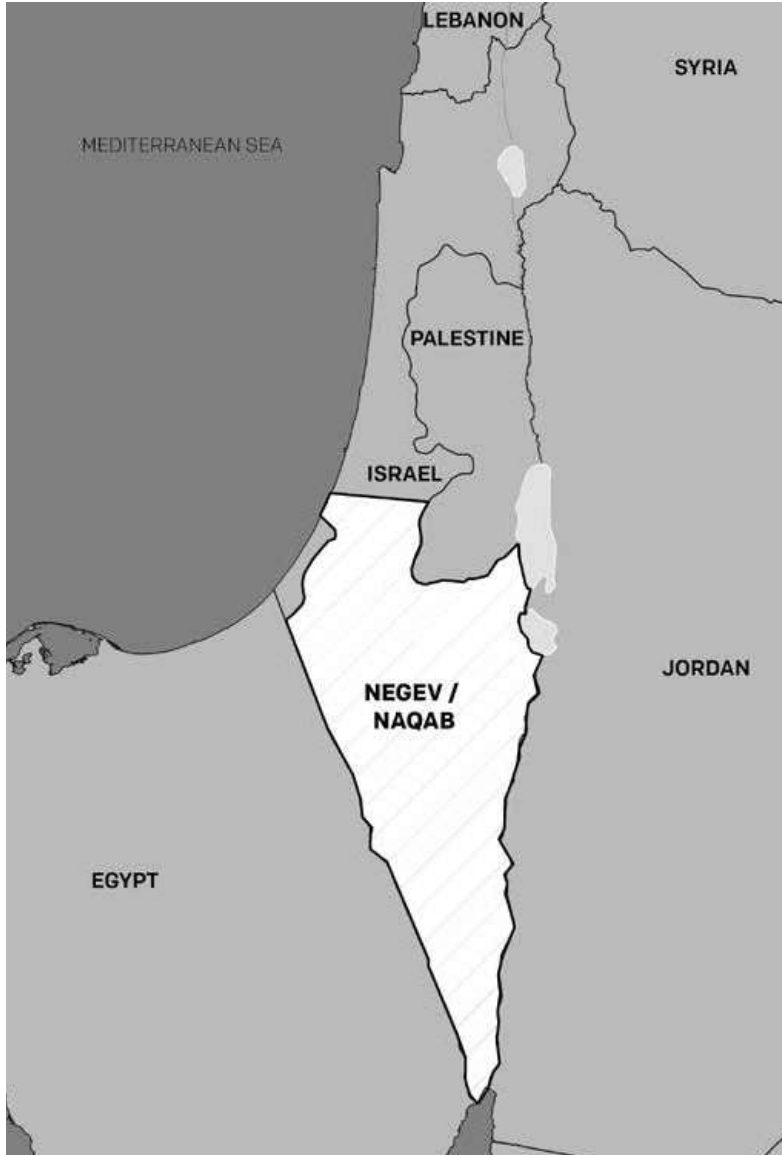 LEBANON
SYRIA
MEDITERRANEAN SEA
PALESTINE
ISRAEL
NEGEV /
NAQAB
JORDAN
EGYPT